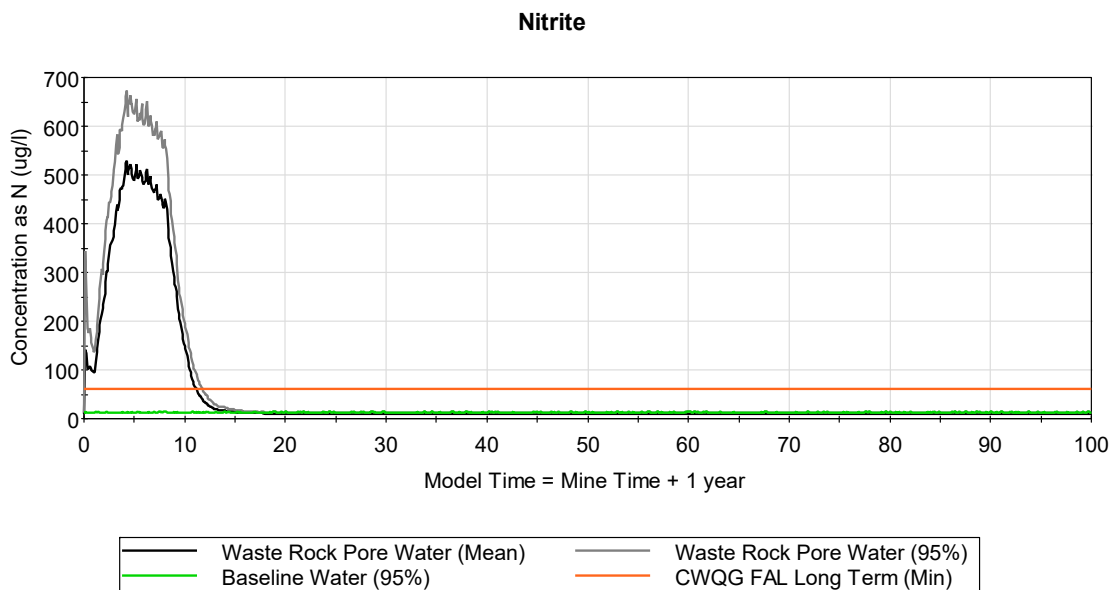 Nitrite
Concentration as N (ug/l)
700
600
500
400
300
200
100
0
0 10 20 30 40 50 60 70 80 90 100
Model Time = Mine Time + 1 year
Waste Rock Pore Water (Mean) Waste Rock Pore Water (95%)
Baseline Water (95%) CWQG FAL Long Term (Min)